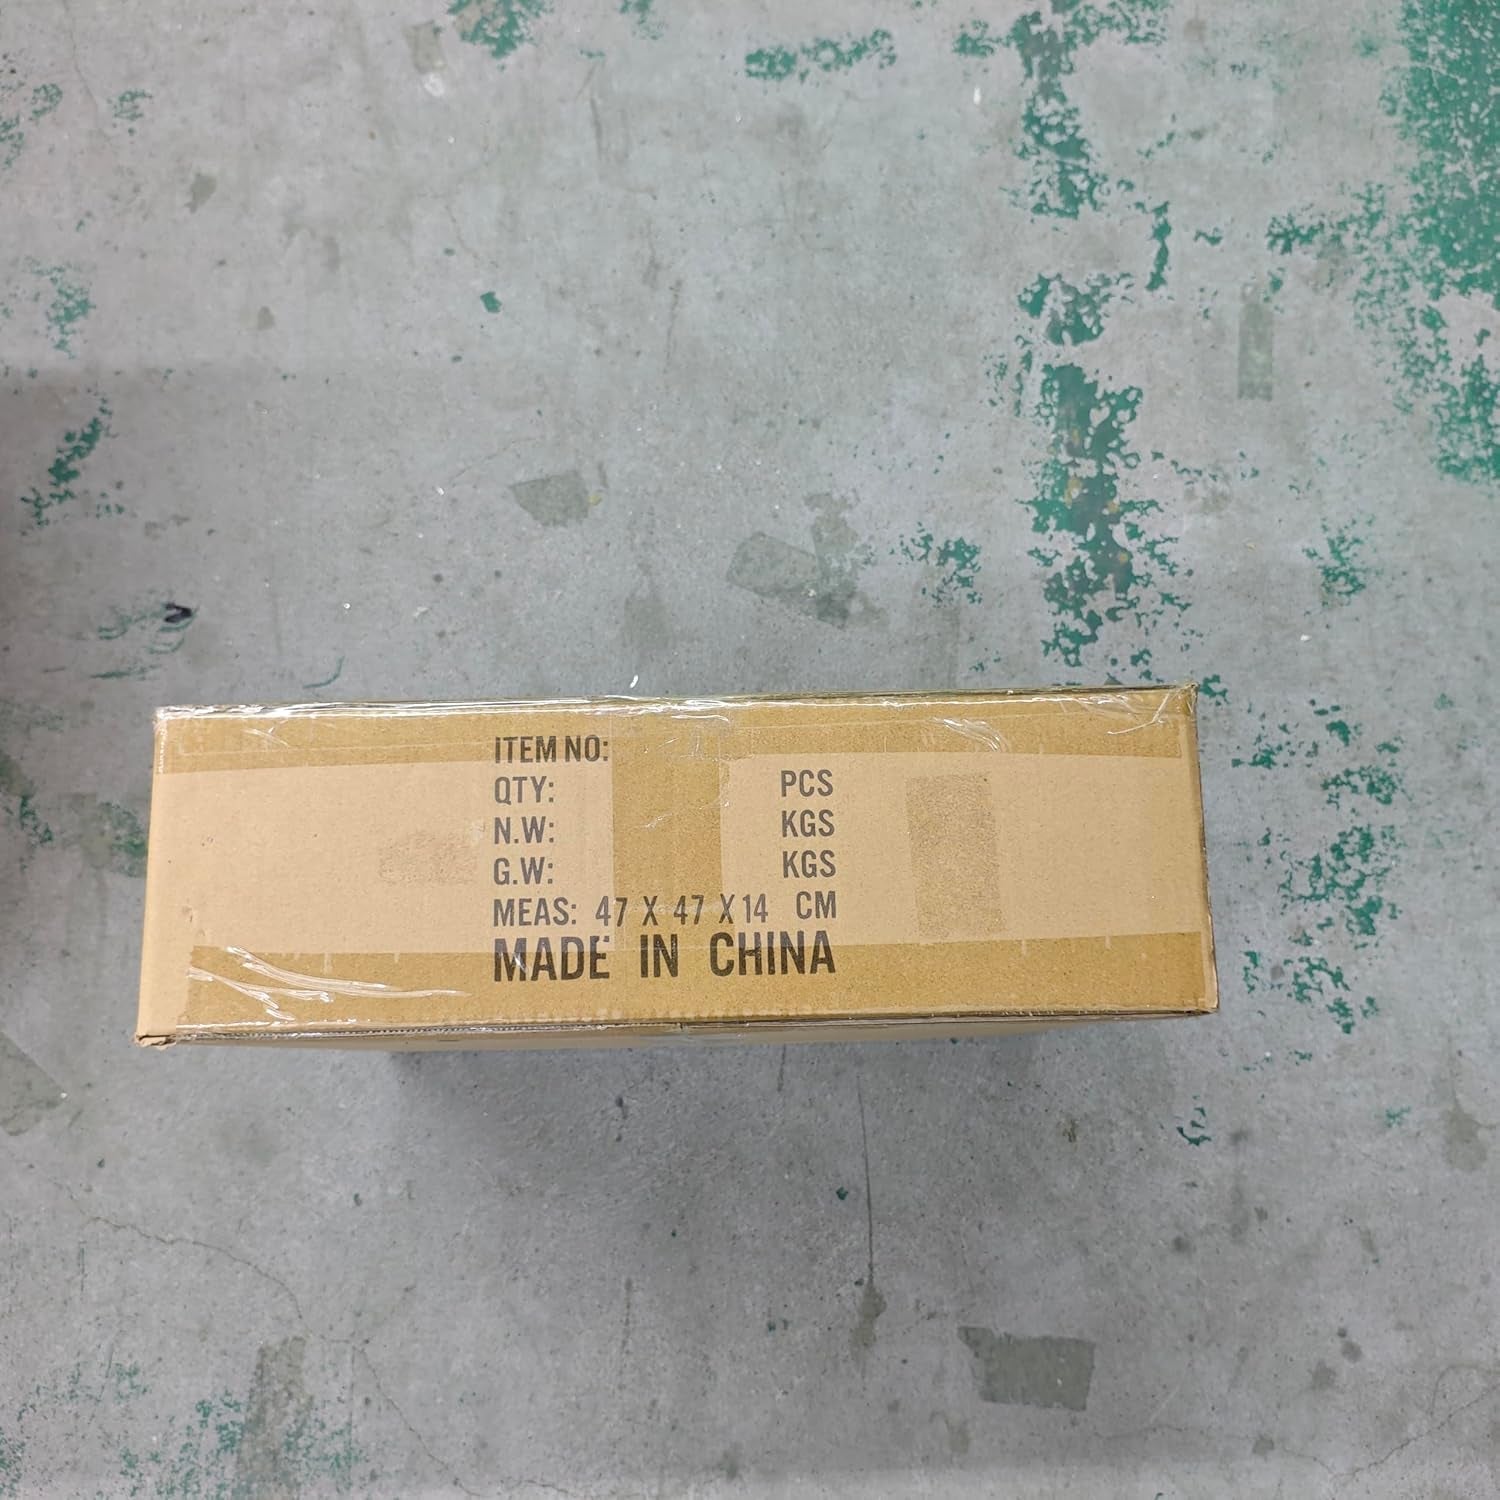 ITEM NO:
QTY: PCS
N.W: KGS
G.W: KGS
MEAS: 47 X 47 X 14 CM
MADE IN CHINA